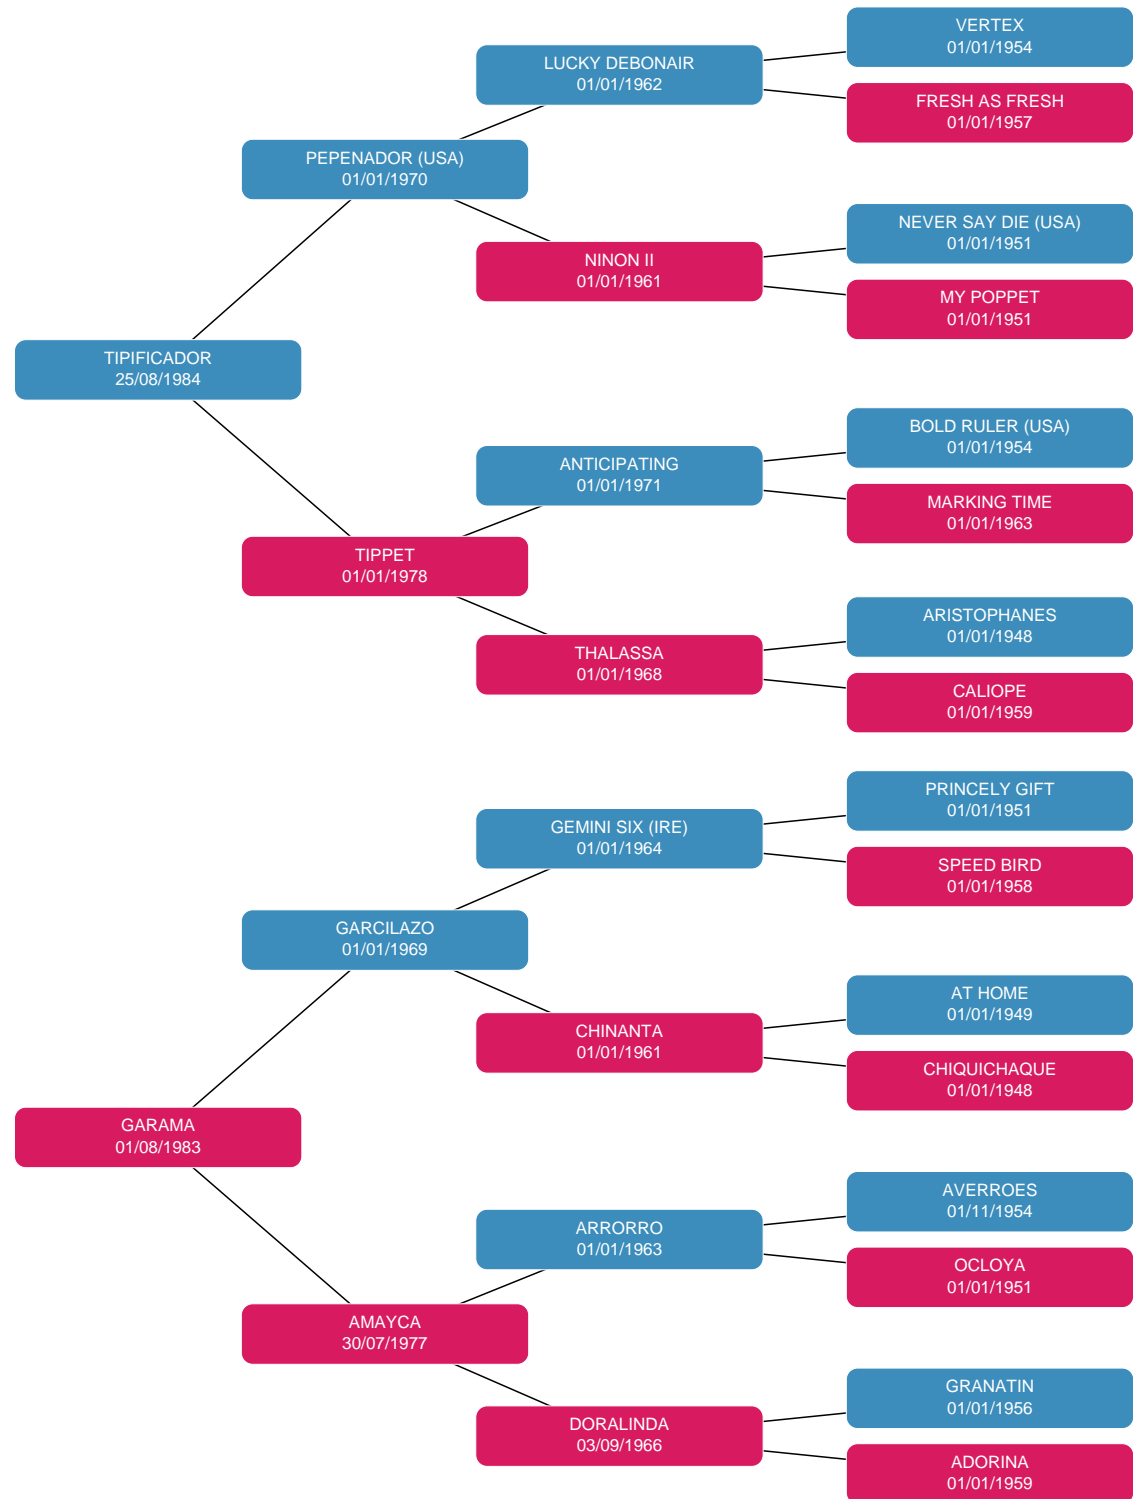 VERTEX
01/01/1954
LUCKY DEBONAIR
01/01/1962
FRESH AS FRESH
01/01/1957
PEPENADOR (USA)
01/01/1970
NEVER SAY DIE (USA)
01/01/1951
NINON II
01/01/1961
MY POPPET
01/01/1951
TIPIFICADOR
25/08/1984
BOLD RULER (USA)
01/01/1954
ANTICIPATING
01/01/1971
MARKING TIME
01/01/1963
TIPPET
01/01/1978
ARISTOPHANES
01/01/1948
THALASSA
01/01/1968
CALIOPE
01/01/1959
PRINCELY GIFT
01/01/1951
GEMINI SIX (IRE)
01/01/1964
SPEED BIRD
01/01/1958
GARCILAZO
01/01/1969
AT HOME
01/01/1949
CHINANTA
01/01/1961
CHIQUICHAQUE
01/01/1948
GARAMA
01/08/1983
AVERROES
01/11/1954
ARRORRO
01/01/1963
OCLOYA
01/01/1951
AMAYCA
30/07/1977
GRANATIN
01/01/1956
DORALINDA
03/09/1966
ADORINA
01/01/1959